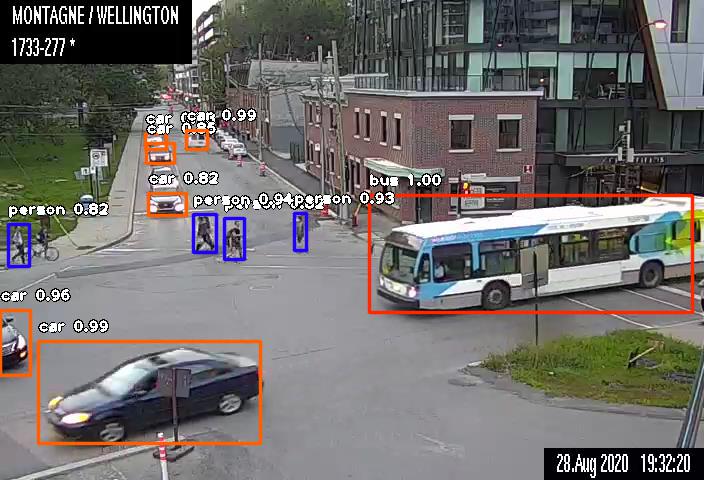 MONTAGNE / WELLINGTON
1733-277 *
car 0.99
car 0.82
person 0.82
person 0.94
person 0.93
bus 1.00
car 0.96
car 0.99
28.Aug 2020 19:32:20